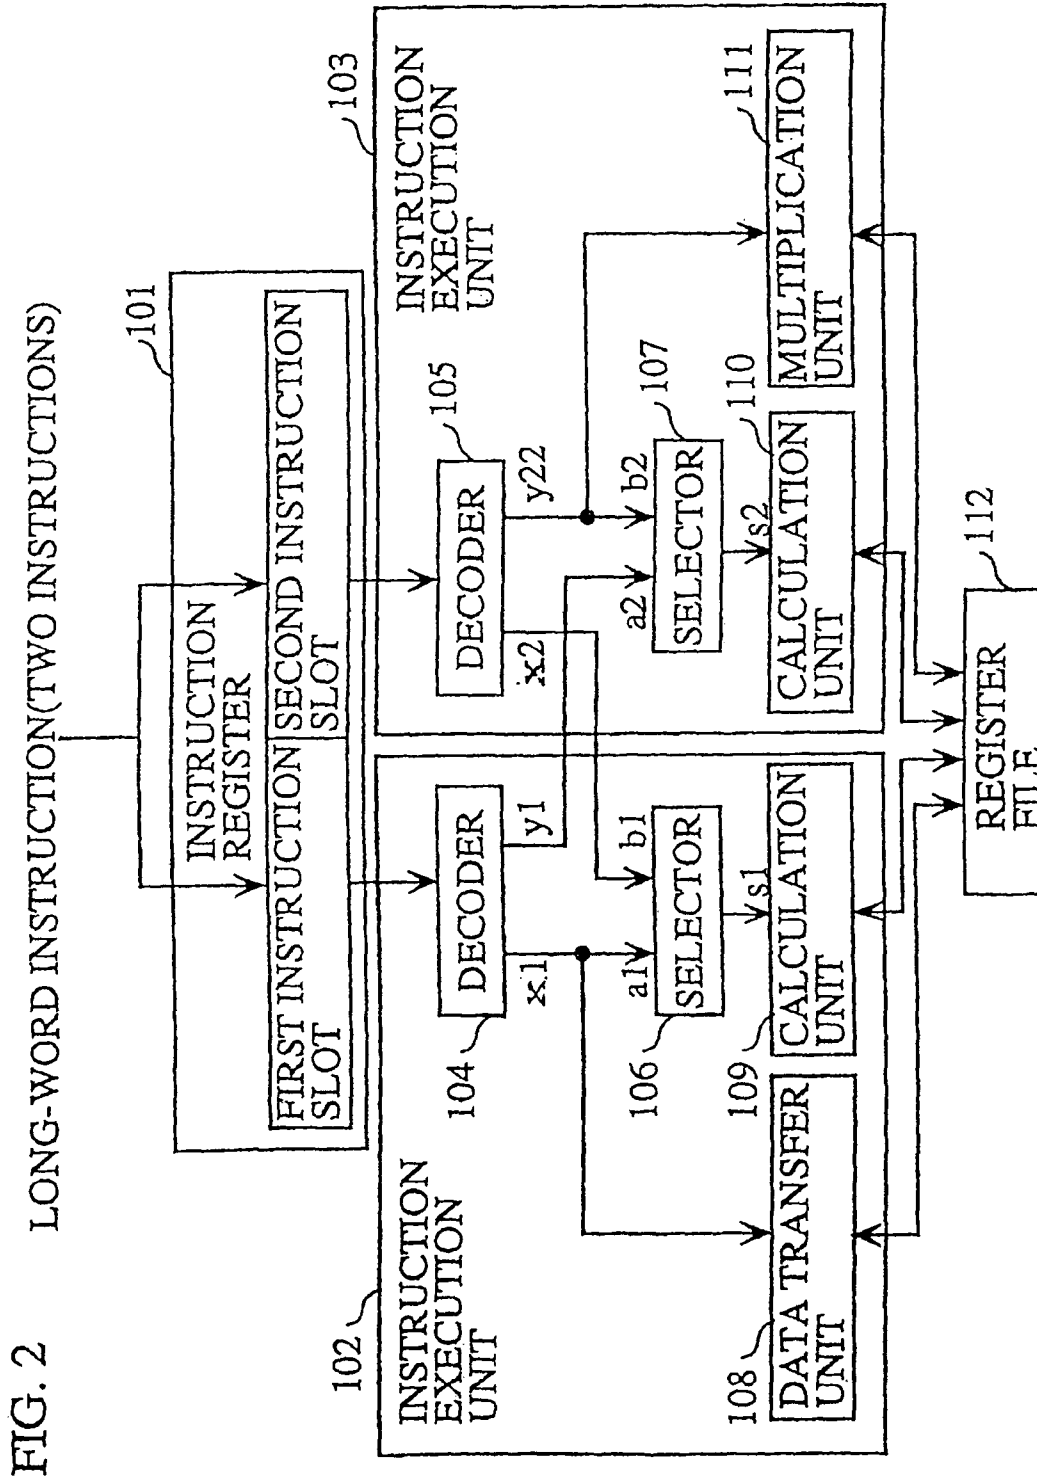 FIG. 2
LONG-WORD INSTRUCTION(TWO INSTRUCTIONS)
101
INSTRUCTION
REGISTER
FIRST INSTRUCTION
SLOT
SECOND INSTRUCTION
SLOT
102
INSTRUCTION
EXECUTION
UNIT
103
INSTRUCTION
EXECUTION
UNIT
104
DECODER
x1
y1
105
DECODER
x2
y22
a1
b1
106
SELECTOR
s1
a2
b2
107
SELECTOR
s2
108
DATA TRANSFER
UNIT
109
CALCULATION
UNIT
110
CALCULATION
UNIT
111
MULTIPLICATION
UNIT
112
REGISTER
FILE